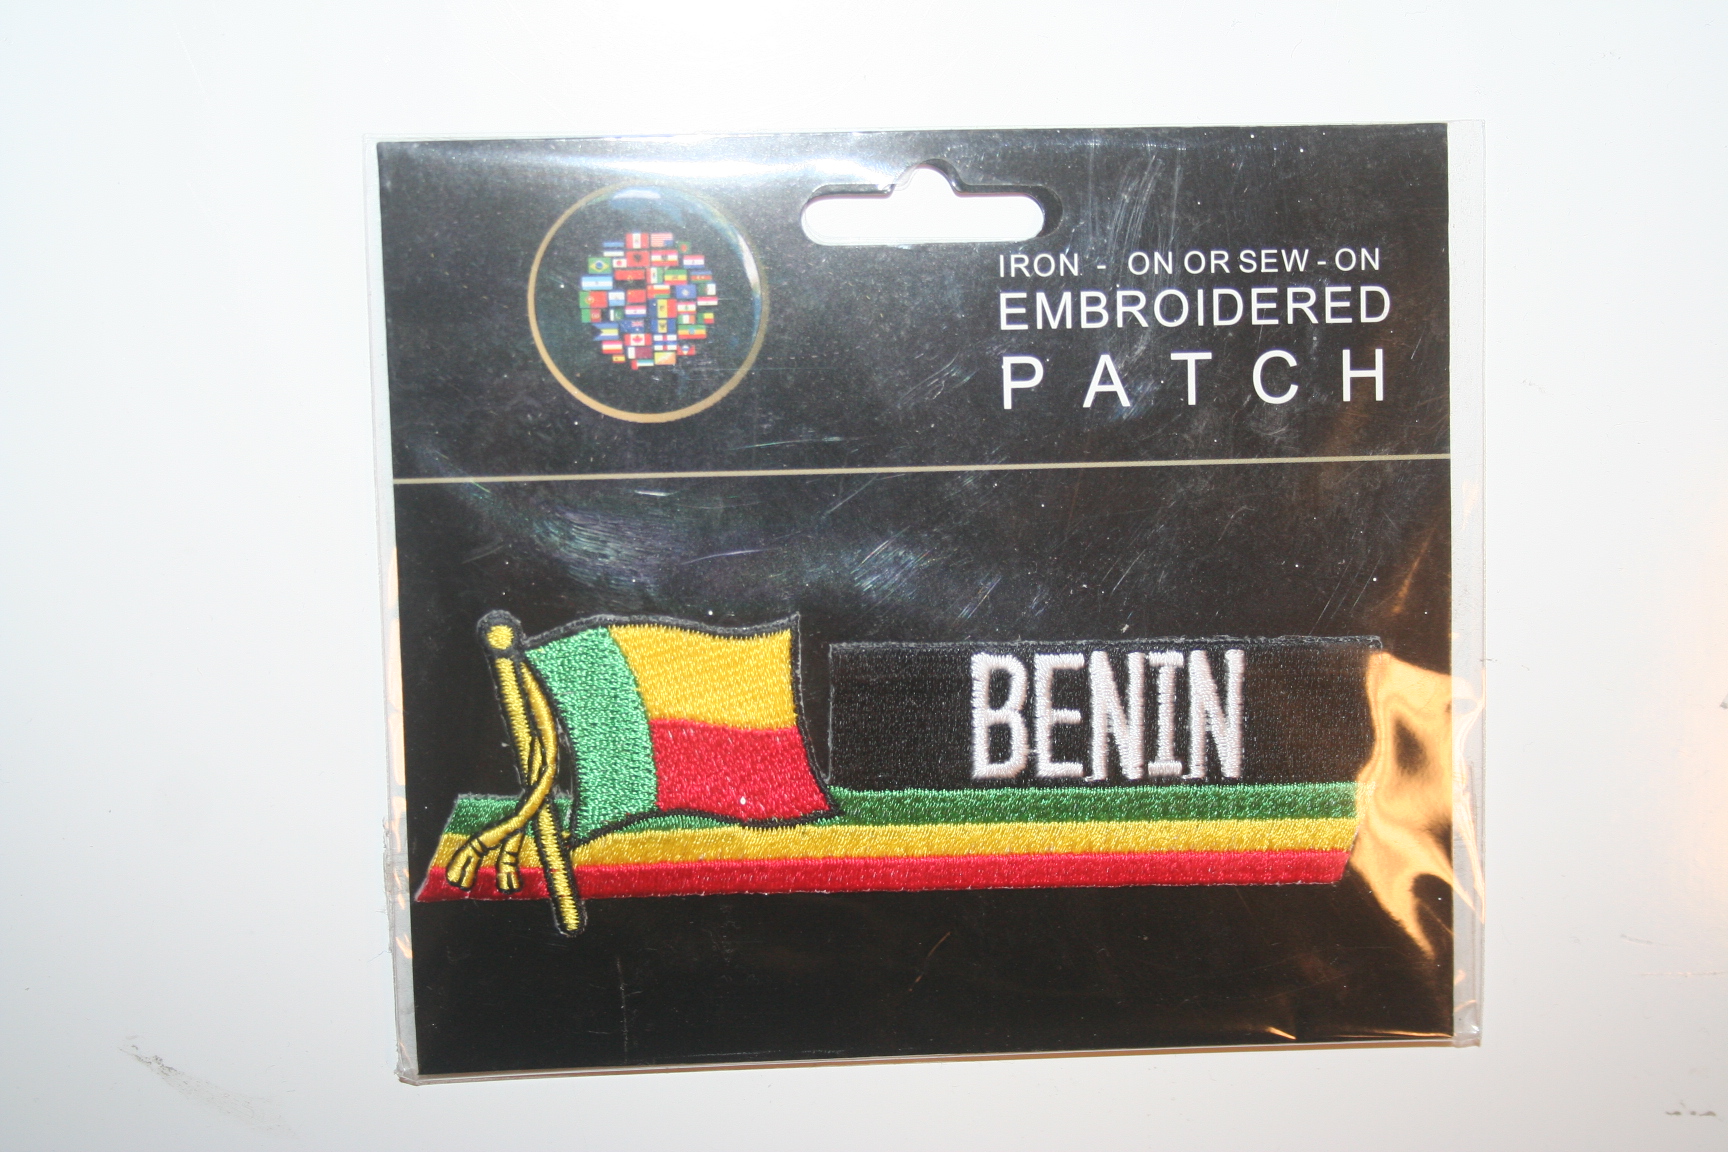 IRON - ON OR SEW - ON
EMBROIDERED
PATCH
BENIN